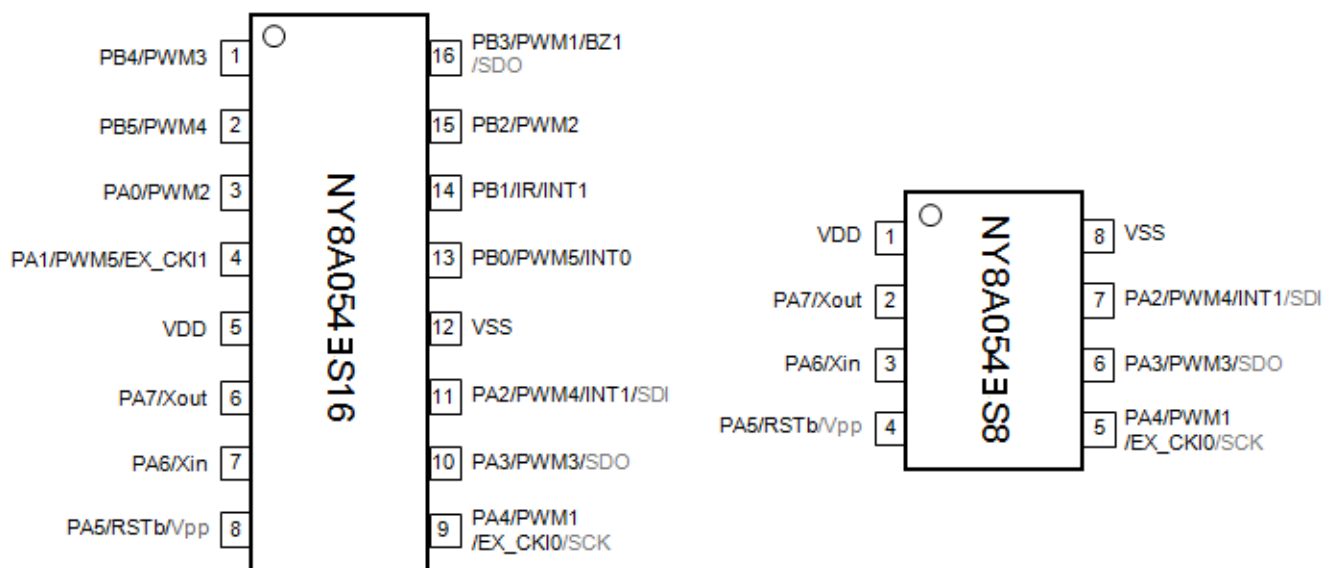 PB4/PWM3 1
PB5/PWM4 2
PA0/PWM2 3
PA1/PWM5/EX_CKI1 4
VDD 5
PA7/Xout 6
PA6/Xin 7
PA5/RSTb/Vpp 8
NY8A054ES16
16 PB3/PWM1/BZ1
/SDO
15 PB2/PWM2
14 PB1/IR/INT1
13 PB0/PWM5/INT0
12 VSS
11 PA2/PWM4/INT1/SDI
10 PA3/PWM3/SDO
9 PA4/PWM1
/EX_CKI0/SCK
VDD 1
PA7/Xout 2
PA6/Xin 3
PA5/RSTb/Vpp 4
NY8A054ES8
8 VSS
7 PA2/PWM4/INT1/SDI
6 PA3/PWM3/SDO
5 PA4/PWM1
/EX_CKI0/SCK